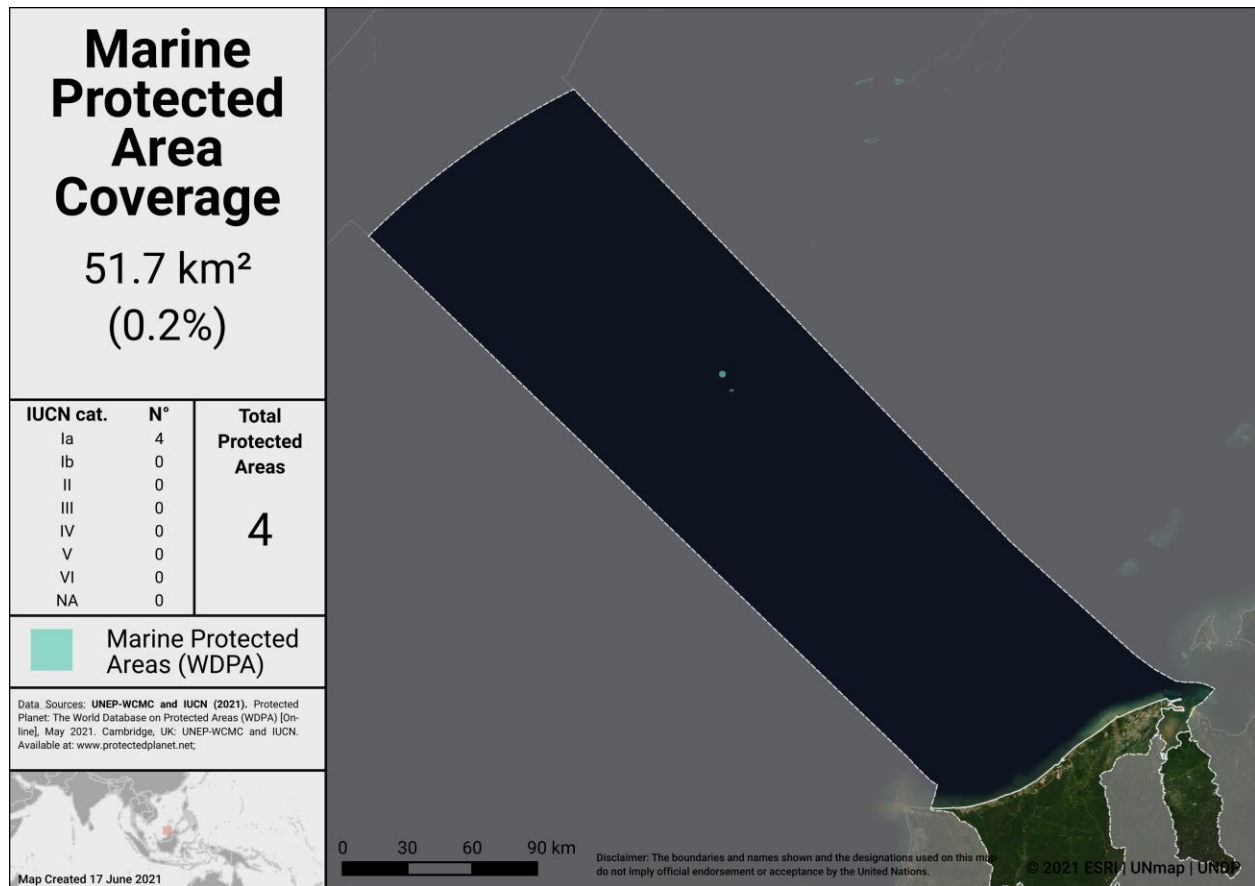 Marine
Protected
Area
Coverage
51.7 km²
(0.2%)
IUCN cat. N°
Ia 4
Ib 0
II 0
III 0
IV 0
V 0
VI 0
NA 0
Total
Protected
Areas
4
Marine Protected
Areas (WDPA)
Data Sources: UNEP-WCMC and IUCN (2021). Protected
Planet: The World Database on Protected Areas (WDPA) [On-
line], May 2021. Cambridge, UK: UNEP-WCMC and IUCN.
Available at: www.protectedplanet.net;
Map Created 17 June 2021
0 30 60 90 km
Disclaimer: The boundaries and names shown and the designations used on this map
do not imply official endorsement or acceptance by the United Nations.
© 2021 ESRI | UNmap | UNDP